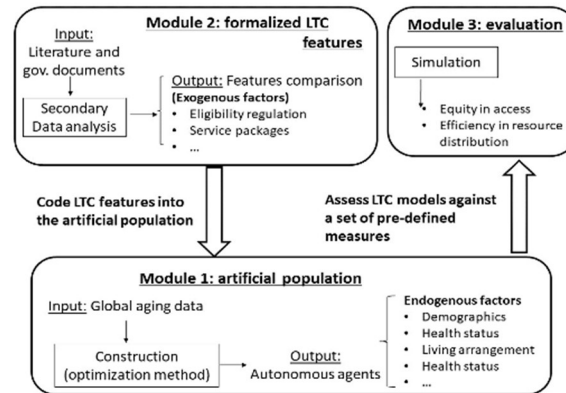 Module 2: formalized LTC
features
Input:
Literature and
gov. documents
Secondary
Data analysis
Output: Features comparison
(Exogenous factors)
• Eligibility regulation
• Service packages
• ...
Module 3: evaluation
Simulation
• Equity in access
• Efficiency in resource
distribution
Code LTC features into
the artificial population
Assess LTC models against
a set of pre-defined
measures
Module 1: artificial population
Input: Global aging data
Construction
(optimization method)
Output:
Autonomous agents
Endogenous factors
• Demographics
• Health status
• Living arrangement
• Health status
• ...